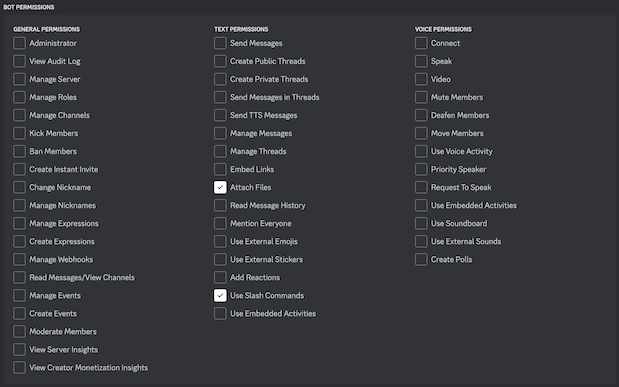 BOT PERMISSIONS
GENERAL PERMISSIONS
Administrator
View Audit Log
Manage Server
Manage Roles
Manage Channels
Kick Members
Ban Members
Create Instant Invite
Change Nickname
Manage Nicknames
Manage Expressions
Create Expressions
Manage Webhooks
Read Messages/View Channels
Manage Events
Create Events
Moderate Members
View Server Insights
View Creator Monetization Insights
TEXT PERMISSIONS
Send Messages
Create Public Threads
Create Private Threads
Send Messages in Threads
Send TTS Messages
Manage Messages
Manage Threads
Embed Links
Attach Files
Read Message History
Mention Everyone
Use External Emojis
Use External Stickers
Add Reactions
Use Slash Commands
Use Embedded Activities
VOICE PERMISSIONS
Connect
Speak
Video
Mute Members
Deafen Members
Move Members
Use Voice Activity
Priority Speaker
Request To Speak
Use Embedded Activities
Use Soundboard
Use External Sounds
Create Polls